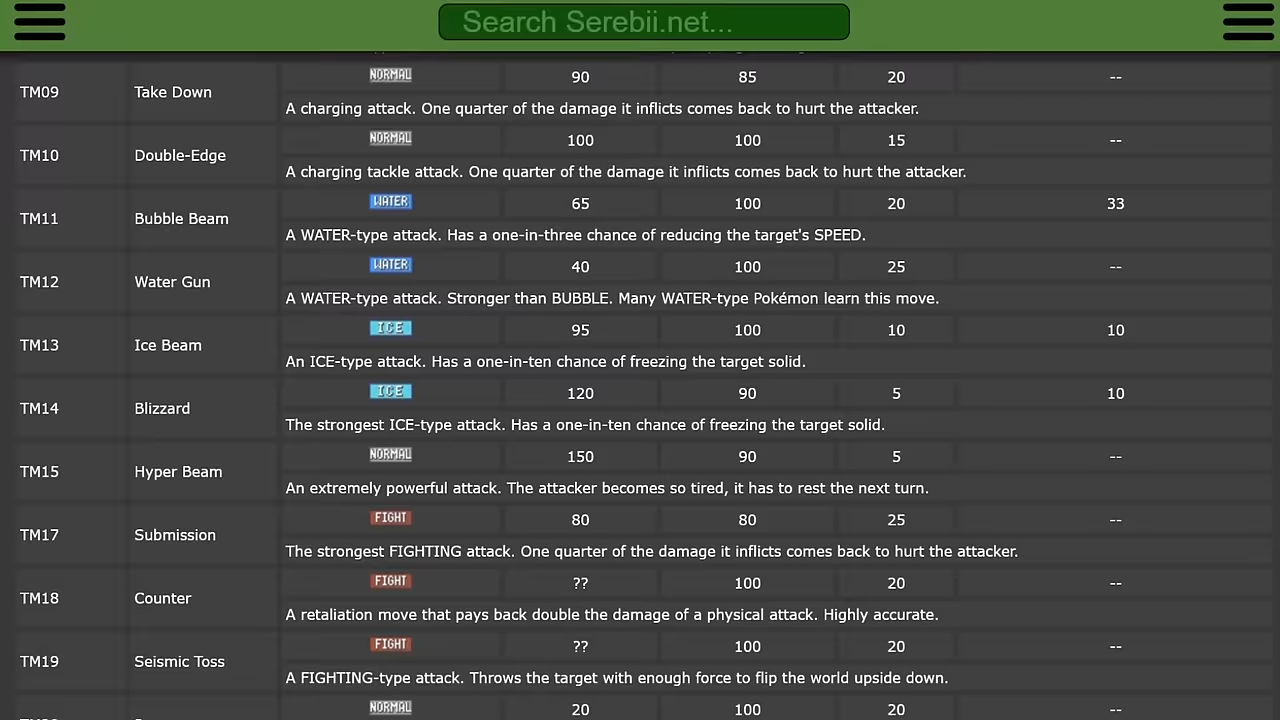 Search Serebii.net...
TM09 Take Down NORMAL 90 85 20 --
A charging attack. One quarter of the damage it inflicts comes back to hurt the attacker.
TM10 Double-Edge NORMAL 100 100 15 --
A charging tackle attack. One quarter of the damage it inflicts comes back to hurt the attacker.
TM11 Bubble Beam WATER 65 100 20 33
A WATER-type attack. Has a one-in-three chance of reducing the target's SPEED.
TM12 Water Gun WATER 40 100 25 --
A WATER-type attack. Stronger than BUBBLE. Many WATER-type Pokémon learn this move.
TM13 Ice Beam ICE 95 100 10 10
An ICE-type attack. Has a one-in-ten chance of freezing the target solid.
TM14 Blizzard ICE 120 90 5 10
The strongest ICE-type attack. Has a one-in-ten chance of freezing the target solid.
TM15 Hyper Beam NORMAL 150 90 5 --
An extremely powerful attack. The attacker becomes so tired, it has to rest the next turn.
TM17 Submission FIGHT 80 80 25 --
The strongest FIGHTING attack. One quarter of the damage it inflicts comes back to hurt the attacker.
TM18 Counter FIGHT ?? 100 20 --
A retaliation move that pays back double the damage of a physical attack. Highly accurate.
TM19 Seismic Toss FIGHT ?? 100 20 --
A FIGHTING-type attack. Throws the target with enough force to flip the world upside down.
NORMAL 20 100 20 --